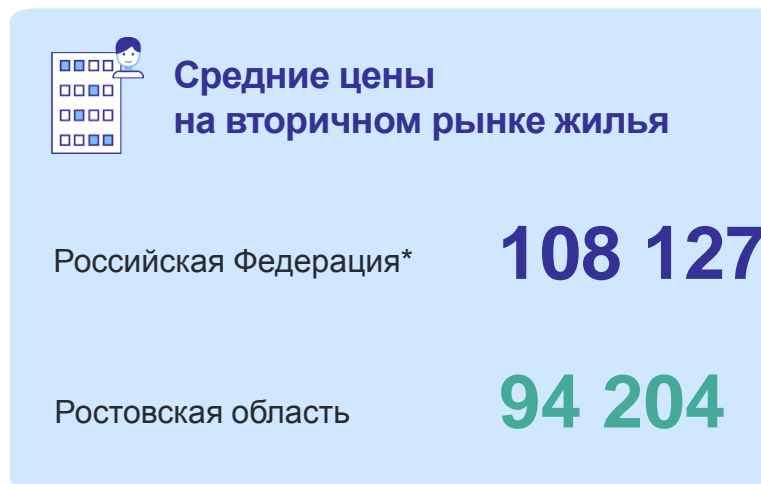 Средние цены
на вторичном рынке жилья
Российская Федерация* 108 127
Ростовская область 94 204